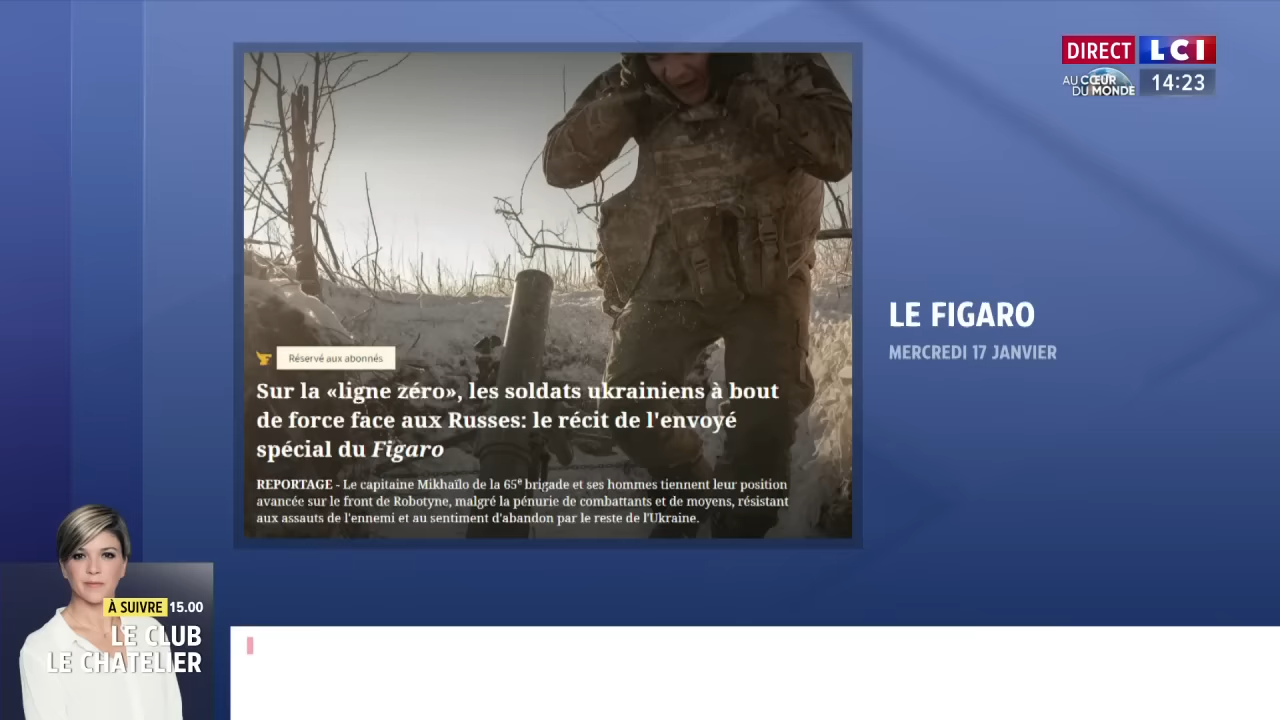 DIRECT LCI
AU CŒUR
DU MONDE
14:23
Réservé aux abonnés
Sur la «ligne zéro», les soldats ukrainiens à bout
de force face aux Russes: le récit de l'envoyé
spécial du Figaro
REPORTAGE - Le capitaine Mikhaïlo de la 65e brigade et ses hommes tiennent leur position
avancée sur le front de Robotyne, malgré la pénurie de combattants et de moyens, résistant
aux assauts de l'ennemi et au sentiment d'abandon par le reste de l'Ukraine.
LE FIGARO
MERCREDI 17 JANVIER
À SUIVRE 15.00
LE CLUB
LE CHATELIER